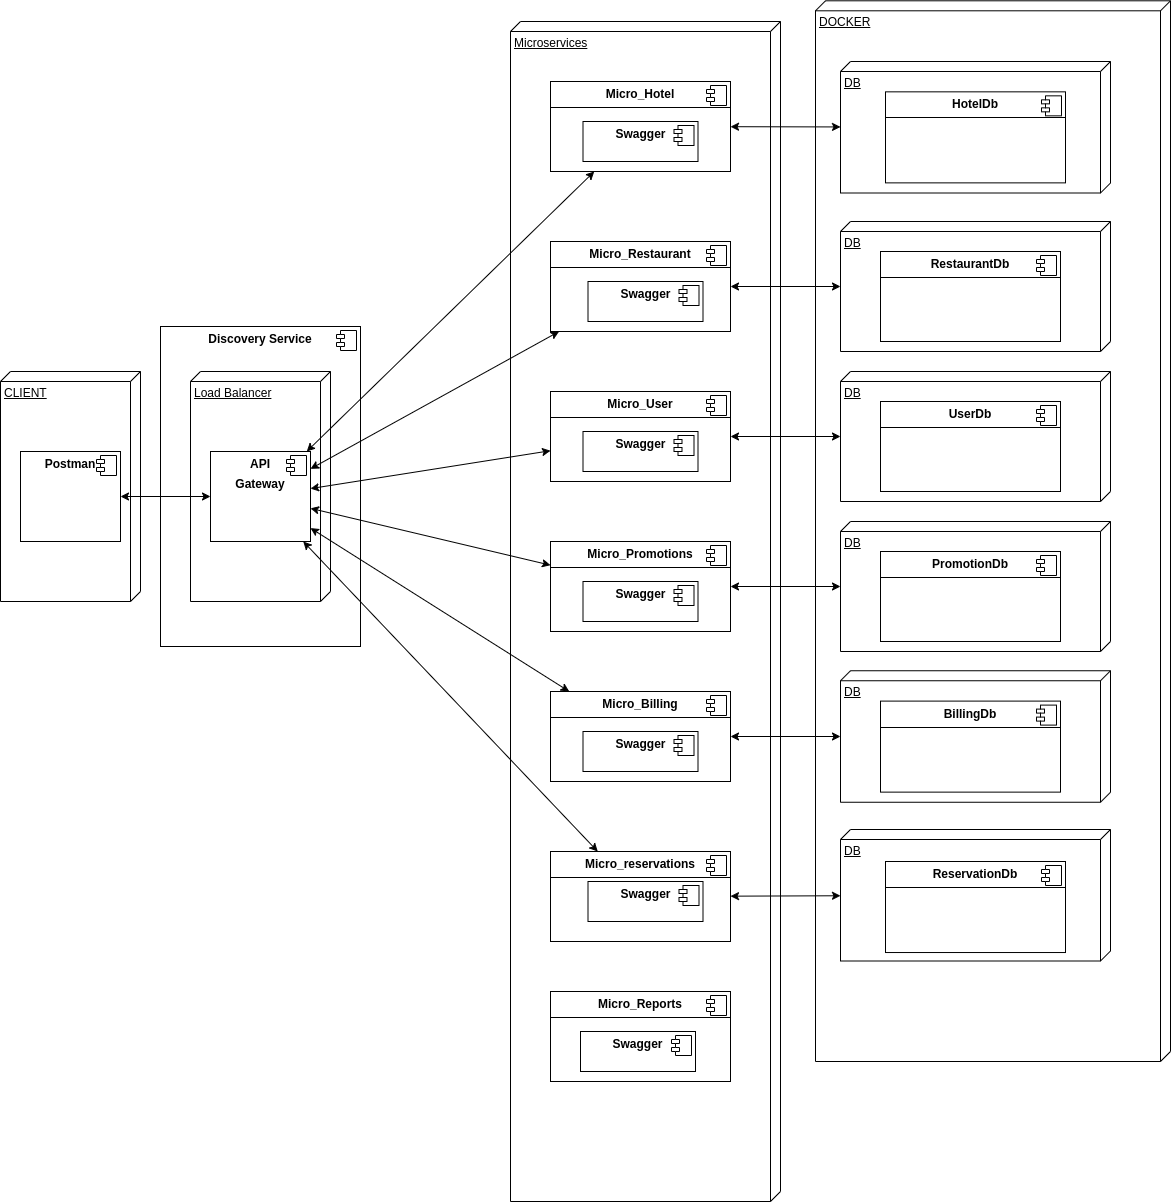 CLIENT
Postman
Discovery Service
Load Balancer
API
Gateway
Microservices
Micro_Hotel
Swagger
Micro_Restaurant
Swagger
Micro_User
Swagger
Micro_Promotions
Swagger
Micro_Billing
Swagger
Micro_reservations
Swagger
Micro_Reports
Swagger
DOCKER
DB
HotelDb
DB
RestaurantDb
DB
UserDb
DB
PromotionDb
DB
BillingDb
DB
ReservationDb